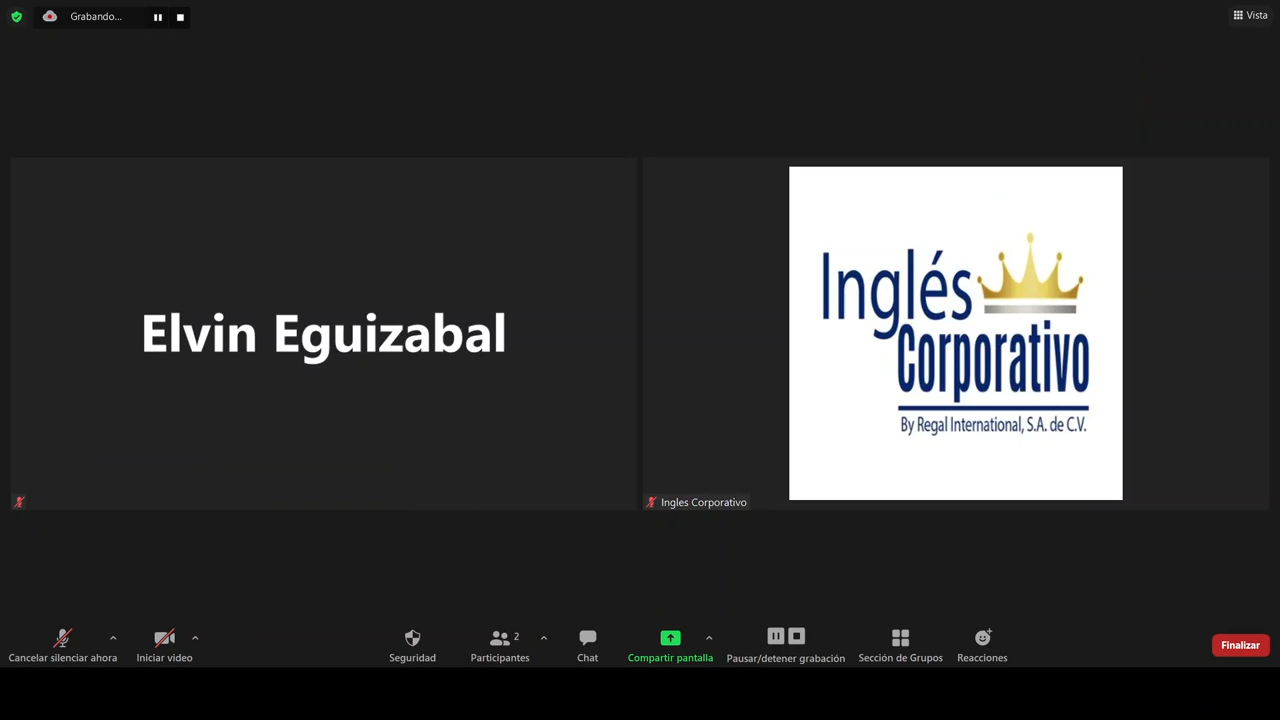 Grabando...
Vista
Elvin Eguizabal
Inglés
Corporativo
By Regal International, S.A. de C.V.
Ingles Corporativo
2
Cancelar silenciar ahora
Iniciar video
Seguridad
Participantes
Chat
Compartir pantalla
Pausar/detener grabación
Sección de Grupos
Reacciones
Finalizar